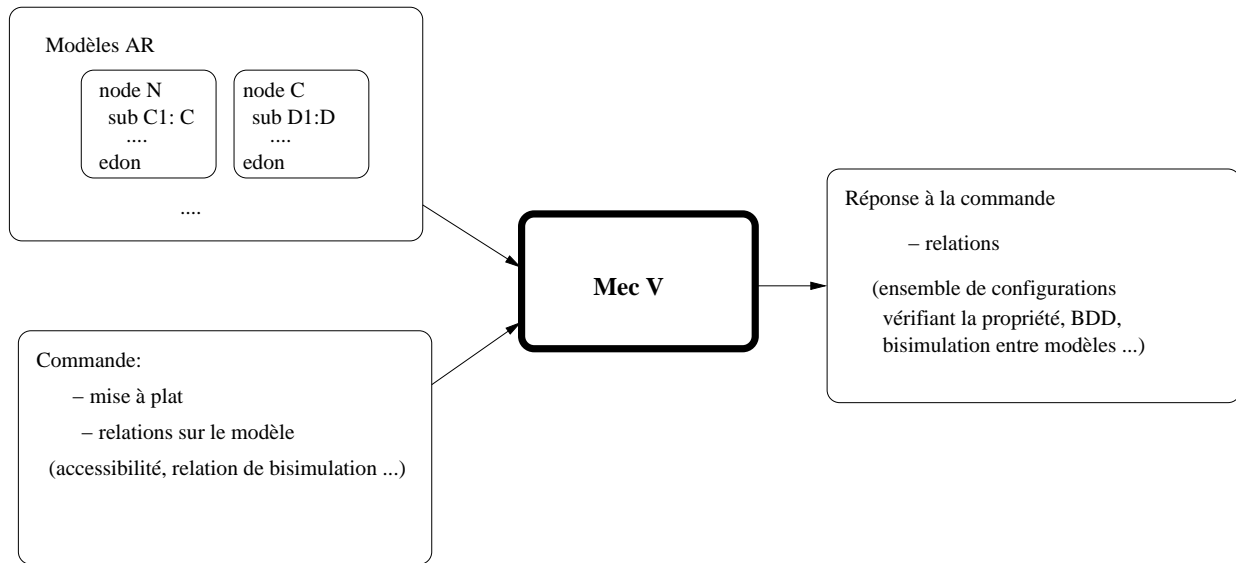 Modèles AR
node N
sub C1: C
....
edon
node C
sub D1:D
....
edon
....
Commande:
– mise à plat
– relations sur le modèle
(accessibilité, relation de bisimulation ...)
Mec V
Réponse à la commande
– relations
(ensemble de configurations
vérifiant la propriété, BDD,
bisimulation entre modèles ...)